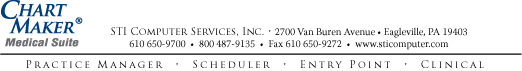 CHART
MAKER®
Medical Suite
STI COMPUTER SERVICES, INC. · 2700 Van Buren Avenue • Eagleville, PA 19403
610 650-9700 • 800 487-9135 • Fax 610 650-9272 • www.sticomputer.com
PRACTICE MANAGER · SCHEDULER · ENTRY POINT · CLINICAL